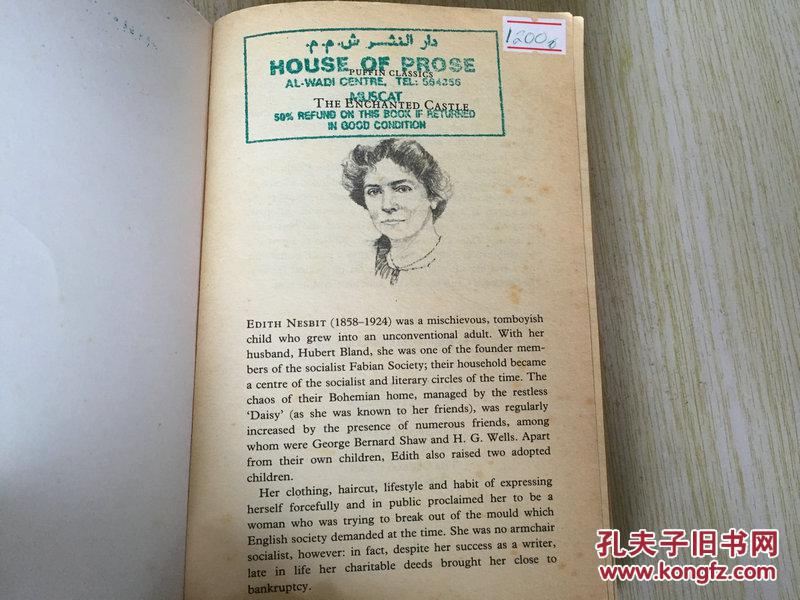 دار النشر ش.م.م.
HOUSE OF PROSE
PUFFIN CLASSICS
AL-WADI CENTRE, TEL: 564356
MUSCAT
THE ENCHANTED CASTLE
50% REFUND ON THIS BOOK IF RETURNED
IN GOOD CONDITION
EDITH NESBIT (1858–1924) was a mischievous, tomboyish
child who grew into an unconventional adult. With her
husband, Hubert Bland, she was one of the founder mem-
bers of the socialist Fabian Society; their household became
a centre of the socialist and literary circles of the time. The
chaos of their Bohemian home, managed by the restless
‘Daisy’ (as she was known to her friends), was regularly
increased by the presence of numerous friends, among
whom were George Bernard Shaw and H. G. Wells. Apart
from their own children, Edith also raised two adopted
children.
Her clothing, haircut, lifestyle and habit of expressing
herself forcefully and in public proclaimed her to be a
woman who was trying to break out of the mould which
English society demanded at the time. She was no armchair
socialist, however: in fact, despite her success as a writer,
late in life her charitable deeds brought her close to
bankruptcy.
孔夫子旧书网
www.kongfz.com